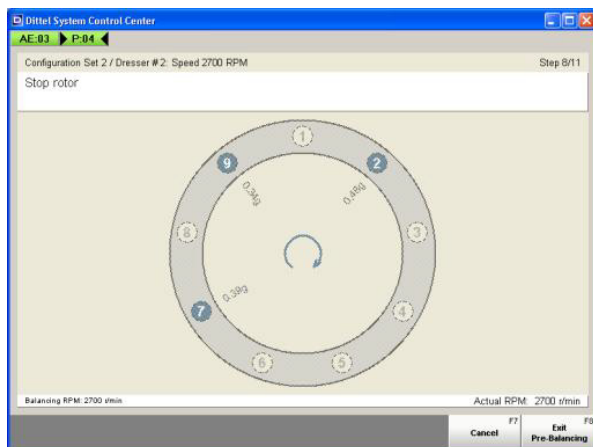 Dittel System Control Center
AE:03 P:04
Configuration Set 2 / Dresser # 2: Speed 2700 RPM Step 8/11
Stop rotor
1
9 2
0.34g 0.48g
8 3
0.39g
7 4
6 5
Balancing RPM: 2700 r/min Actual RPM: 2700 r/min
F7 F8
Cancel Exit
Pre-Balancing